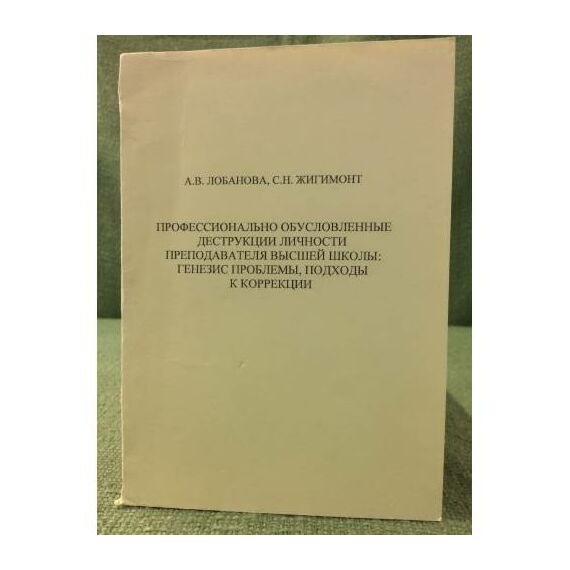 А.В. ЛОБАНОВА, С.Н. ЖИГИМОНТ
ПРОФЕССИОНАЛЬНО ОБУСЛОВЛЕННЫЕ
ДЕСТРУКЦИИ ЛИЧНОСТИ
ПРЕПОДАВАТЕЛЯ ВЫСШЕЙ ШКОЛЫ:
ГЕНЕЗИС ПРОБЛЕМЫ, ПОДХОДЫ
К КОРРЕКЦИИ